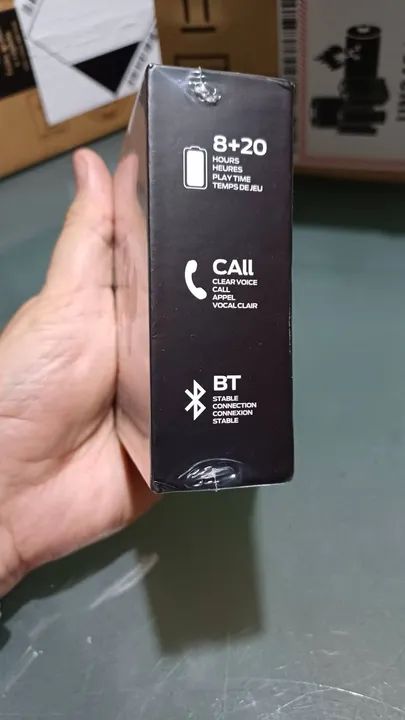 8+20
HOURS
HEURES
PLAY TIME
TEMPS DE JEU
CAll
CLEAR VOICE
CALL
APPEL
VOCAL CLAIR
BT
STABLE
CONNECTION
CONNEXION
STABLE